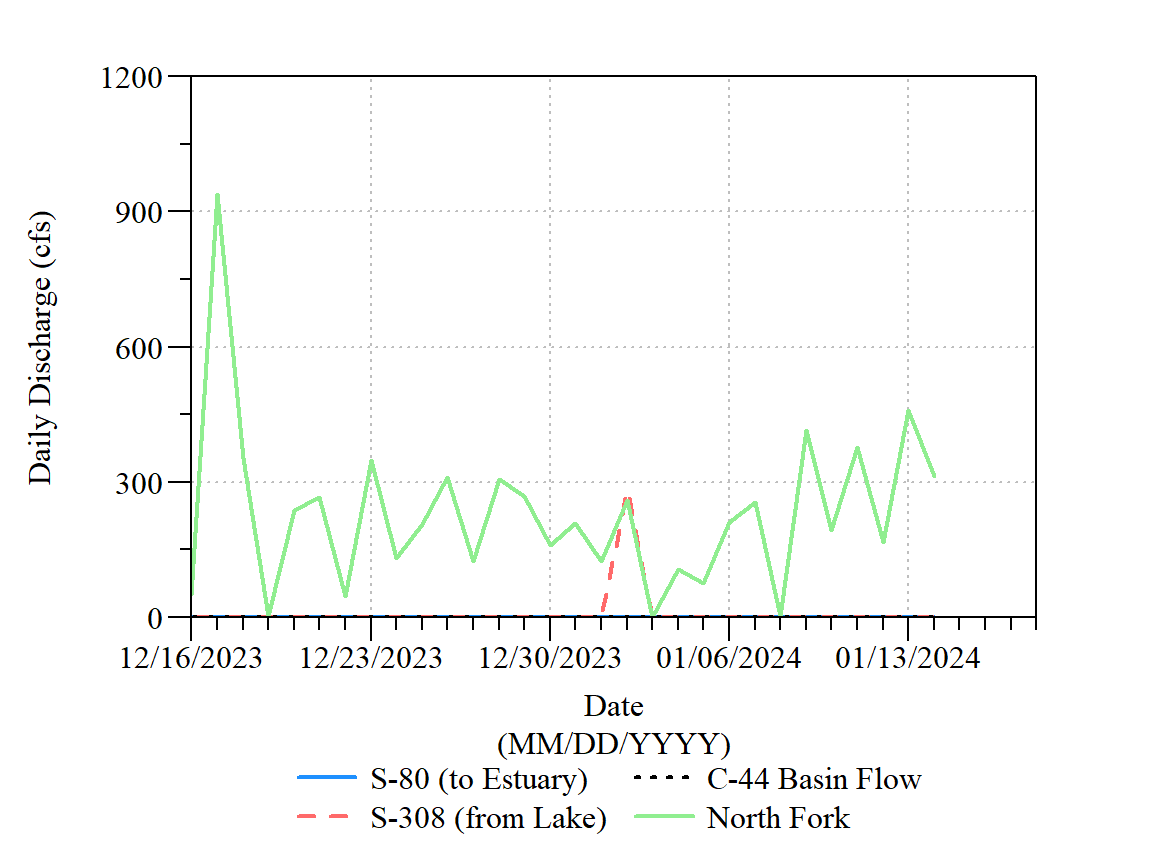 1200
900
600
300
0
Daily Discharge (cfs)
12/16/2023 12/23/2023 12/30/2023 01/06/2024 01/13/2024
Date
(MM/DD/YYYY)
S-80 (to Estuary) C-44 Basin Flow
S-308 (from Lake) North Fork